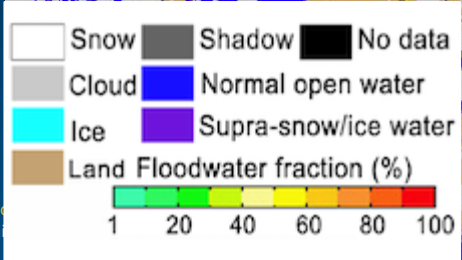 Snow Shadow No data
Cloud Normal open water
Ice Supra-snow/ice water
Land Floodwater fraction (%)
1 20 40 60 80 100